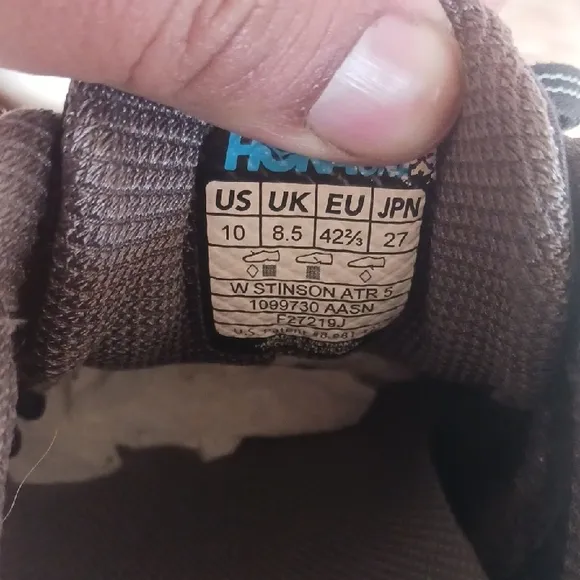 US UK EU JPN
10 8.5 42⅔ 27
W STINSON ATR 5
1099730 AASN
F27219J